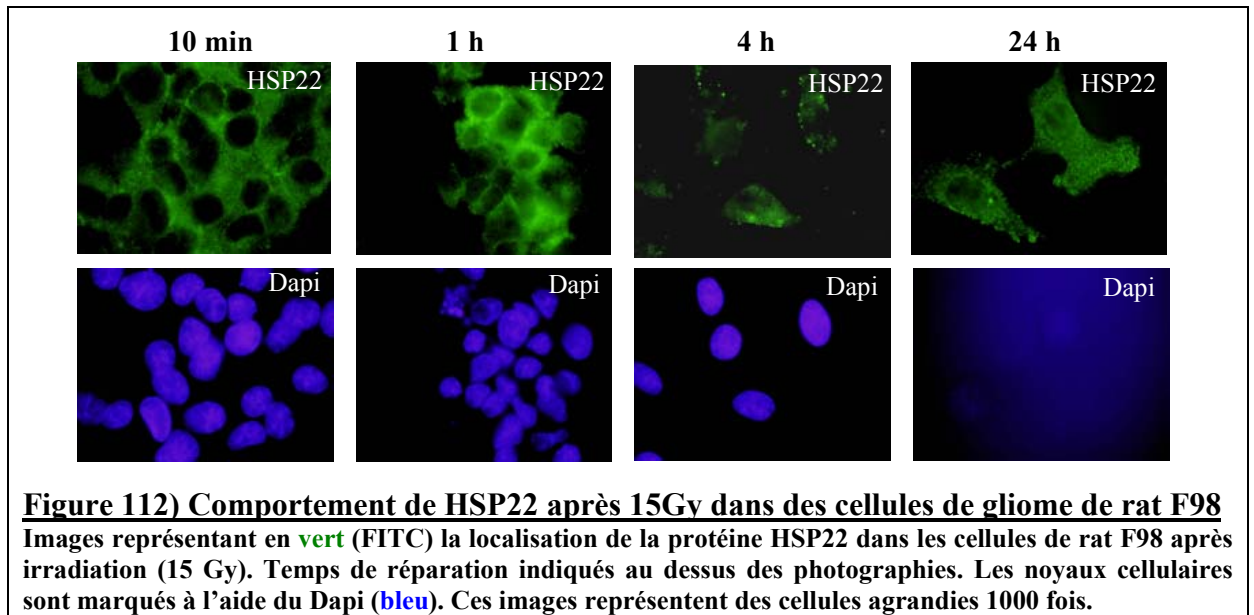 10 min 1 h 4 h 24 h
HSP22 HSP22 HSP22 HSP22
Dapi Dapi Dapi Dapi
Figure 112) Comportement de HSP22 après 15Gy dans des cellules de gliome de rat F98
Images représentant en vert (FITC) la localisation de la protéine HSP22 dans les cellules de rat F98 après
irradiation (15 Gy). Temps de réparation indiqués au dessus des photographies. Les noyaux cellulaires
sont marqués à l’aide du Dapi (bleu). Ces images représentent des cellules agrandies 1000 fois.